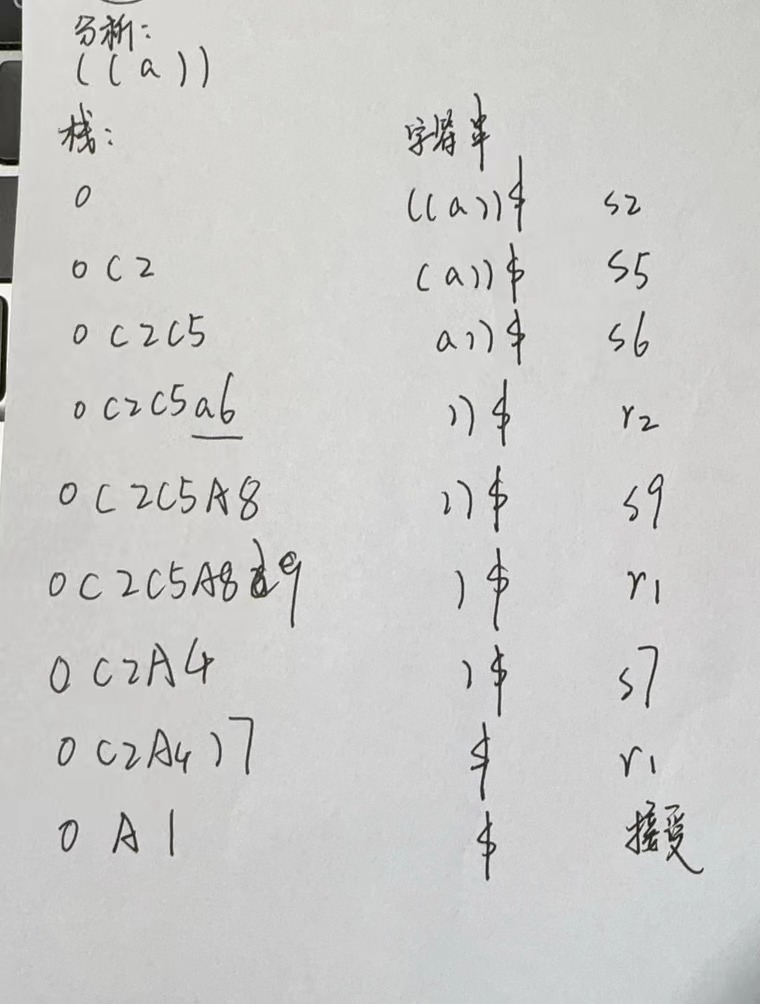 分析:
((a))
栈: 字符串
0 ((a))$ s2
0(2 (a))$ s5
0(2(5 a))$ s6
0(2(5a6 ))$ r2
0(2(5A8 ))$ s9
0(2(5A8)9 )$ r1
0(2A4 )$ s7
0(2A4)7 $ r1
0A1 $ 接受